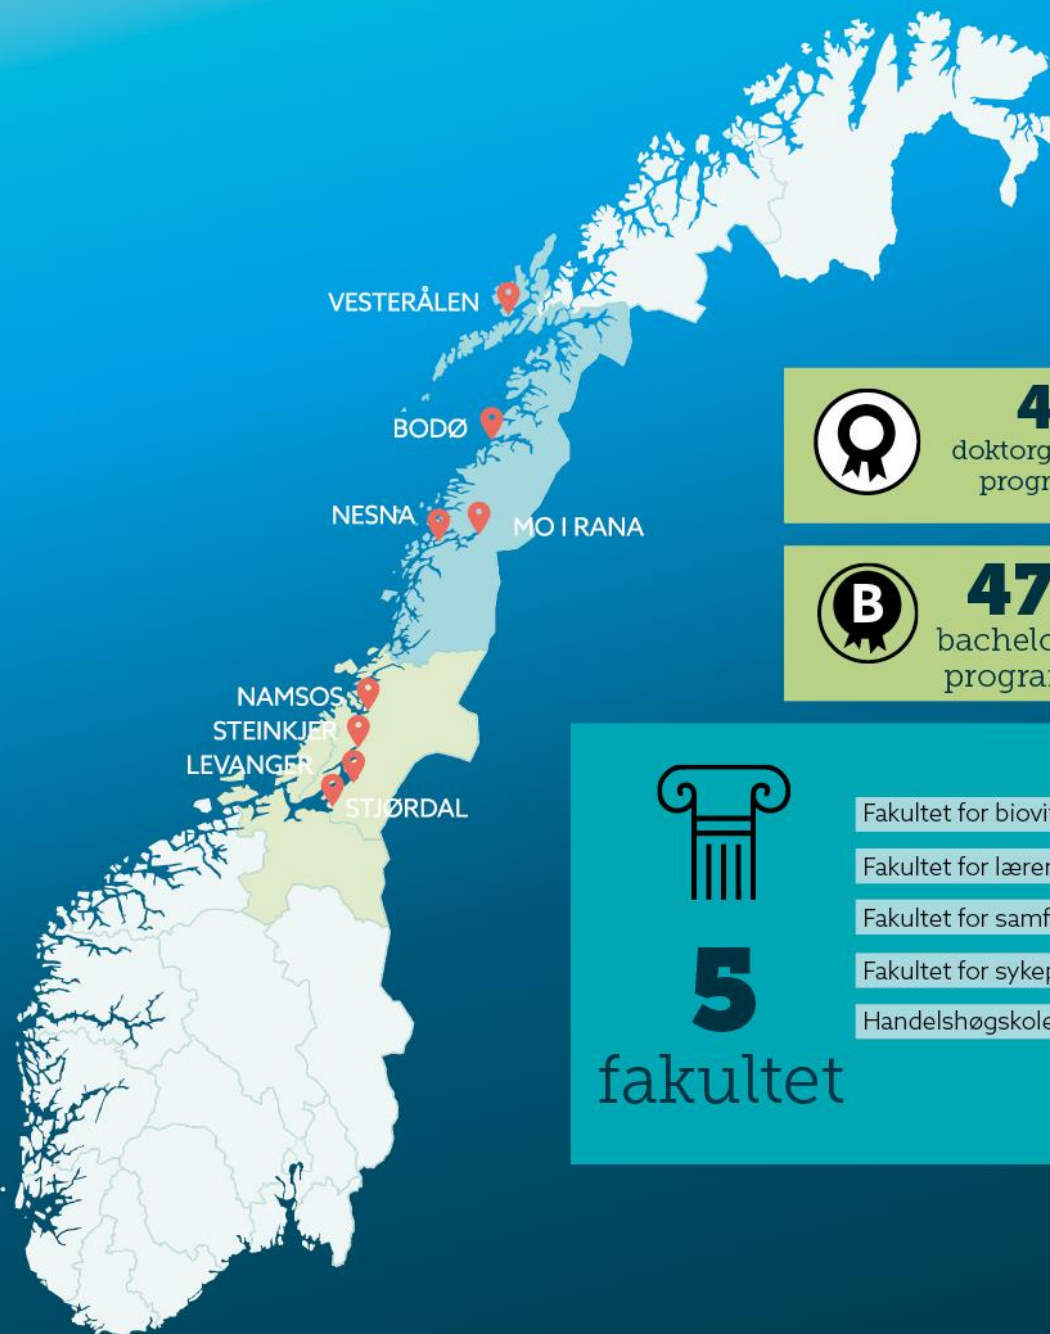 VESTERÅLEN
BODØ
NESNA
MO I RANA
NAMSOS
STEINKJER
LEVANGER
STJØRDAL
4
doktorg
progr
B
47
bachelo
progra
5
fakultet
Fakultet for biovi
Fakultet for lærer
Fakultet for samf
Fakultet for sykep
Handelshøgskole